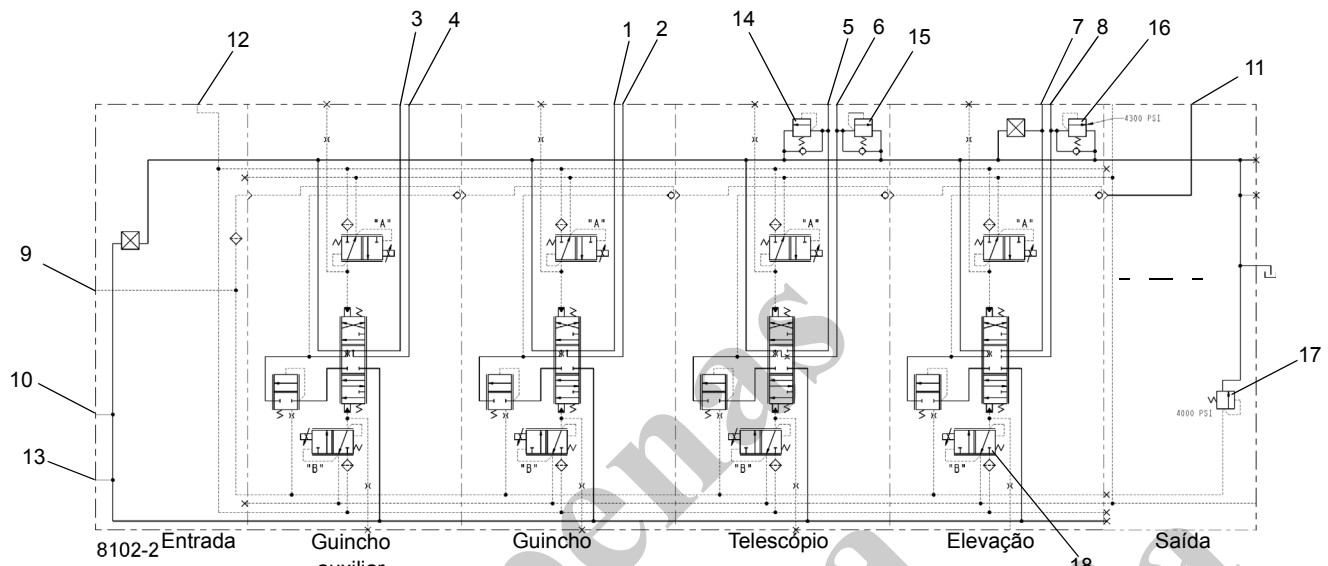 3 4 1 2 5 6 7 8
12 14 15 16 11
4300 PSI
"A" "A" "A" "A"
9
10
17
4000 PSI
13
"B" "B" "B" "B"
18
8102-2
Entrada Guincho Guincho Telescópio Elevação Saída
auxiliar
penas